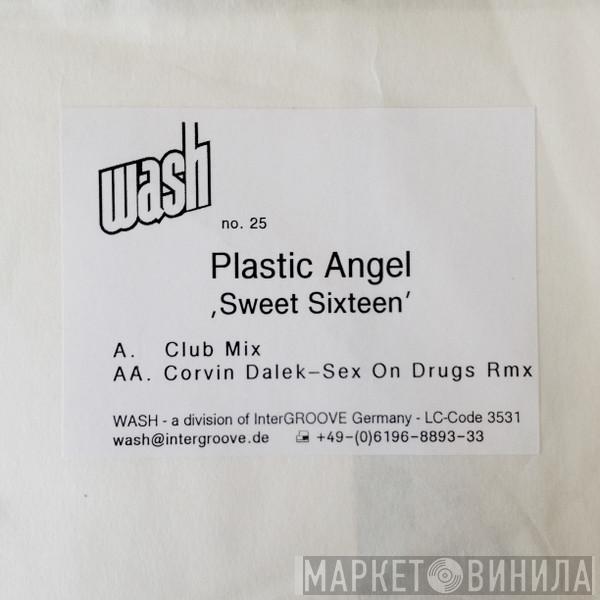 wash
no. 25
Plastic Angel
‚Sweet Sixteen’
A. Club Mix
AA. Corvin Dalek–Sex On Drugs Rmx
WASH - a division of InterGROOVE Germany - LC-Code 3531
wash@intergroove.de +49-(0)6196-8893-33
МАРКЕТ ВИНИЛА